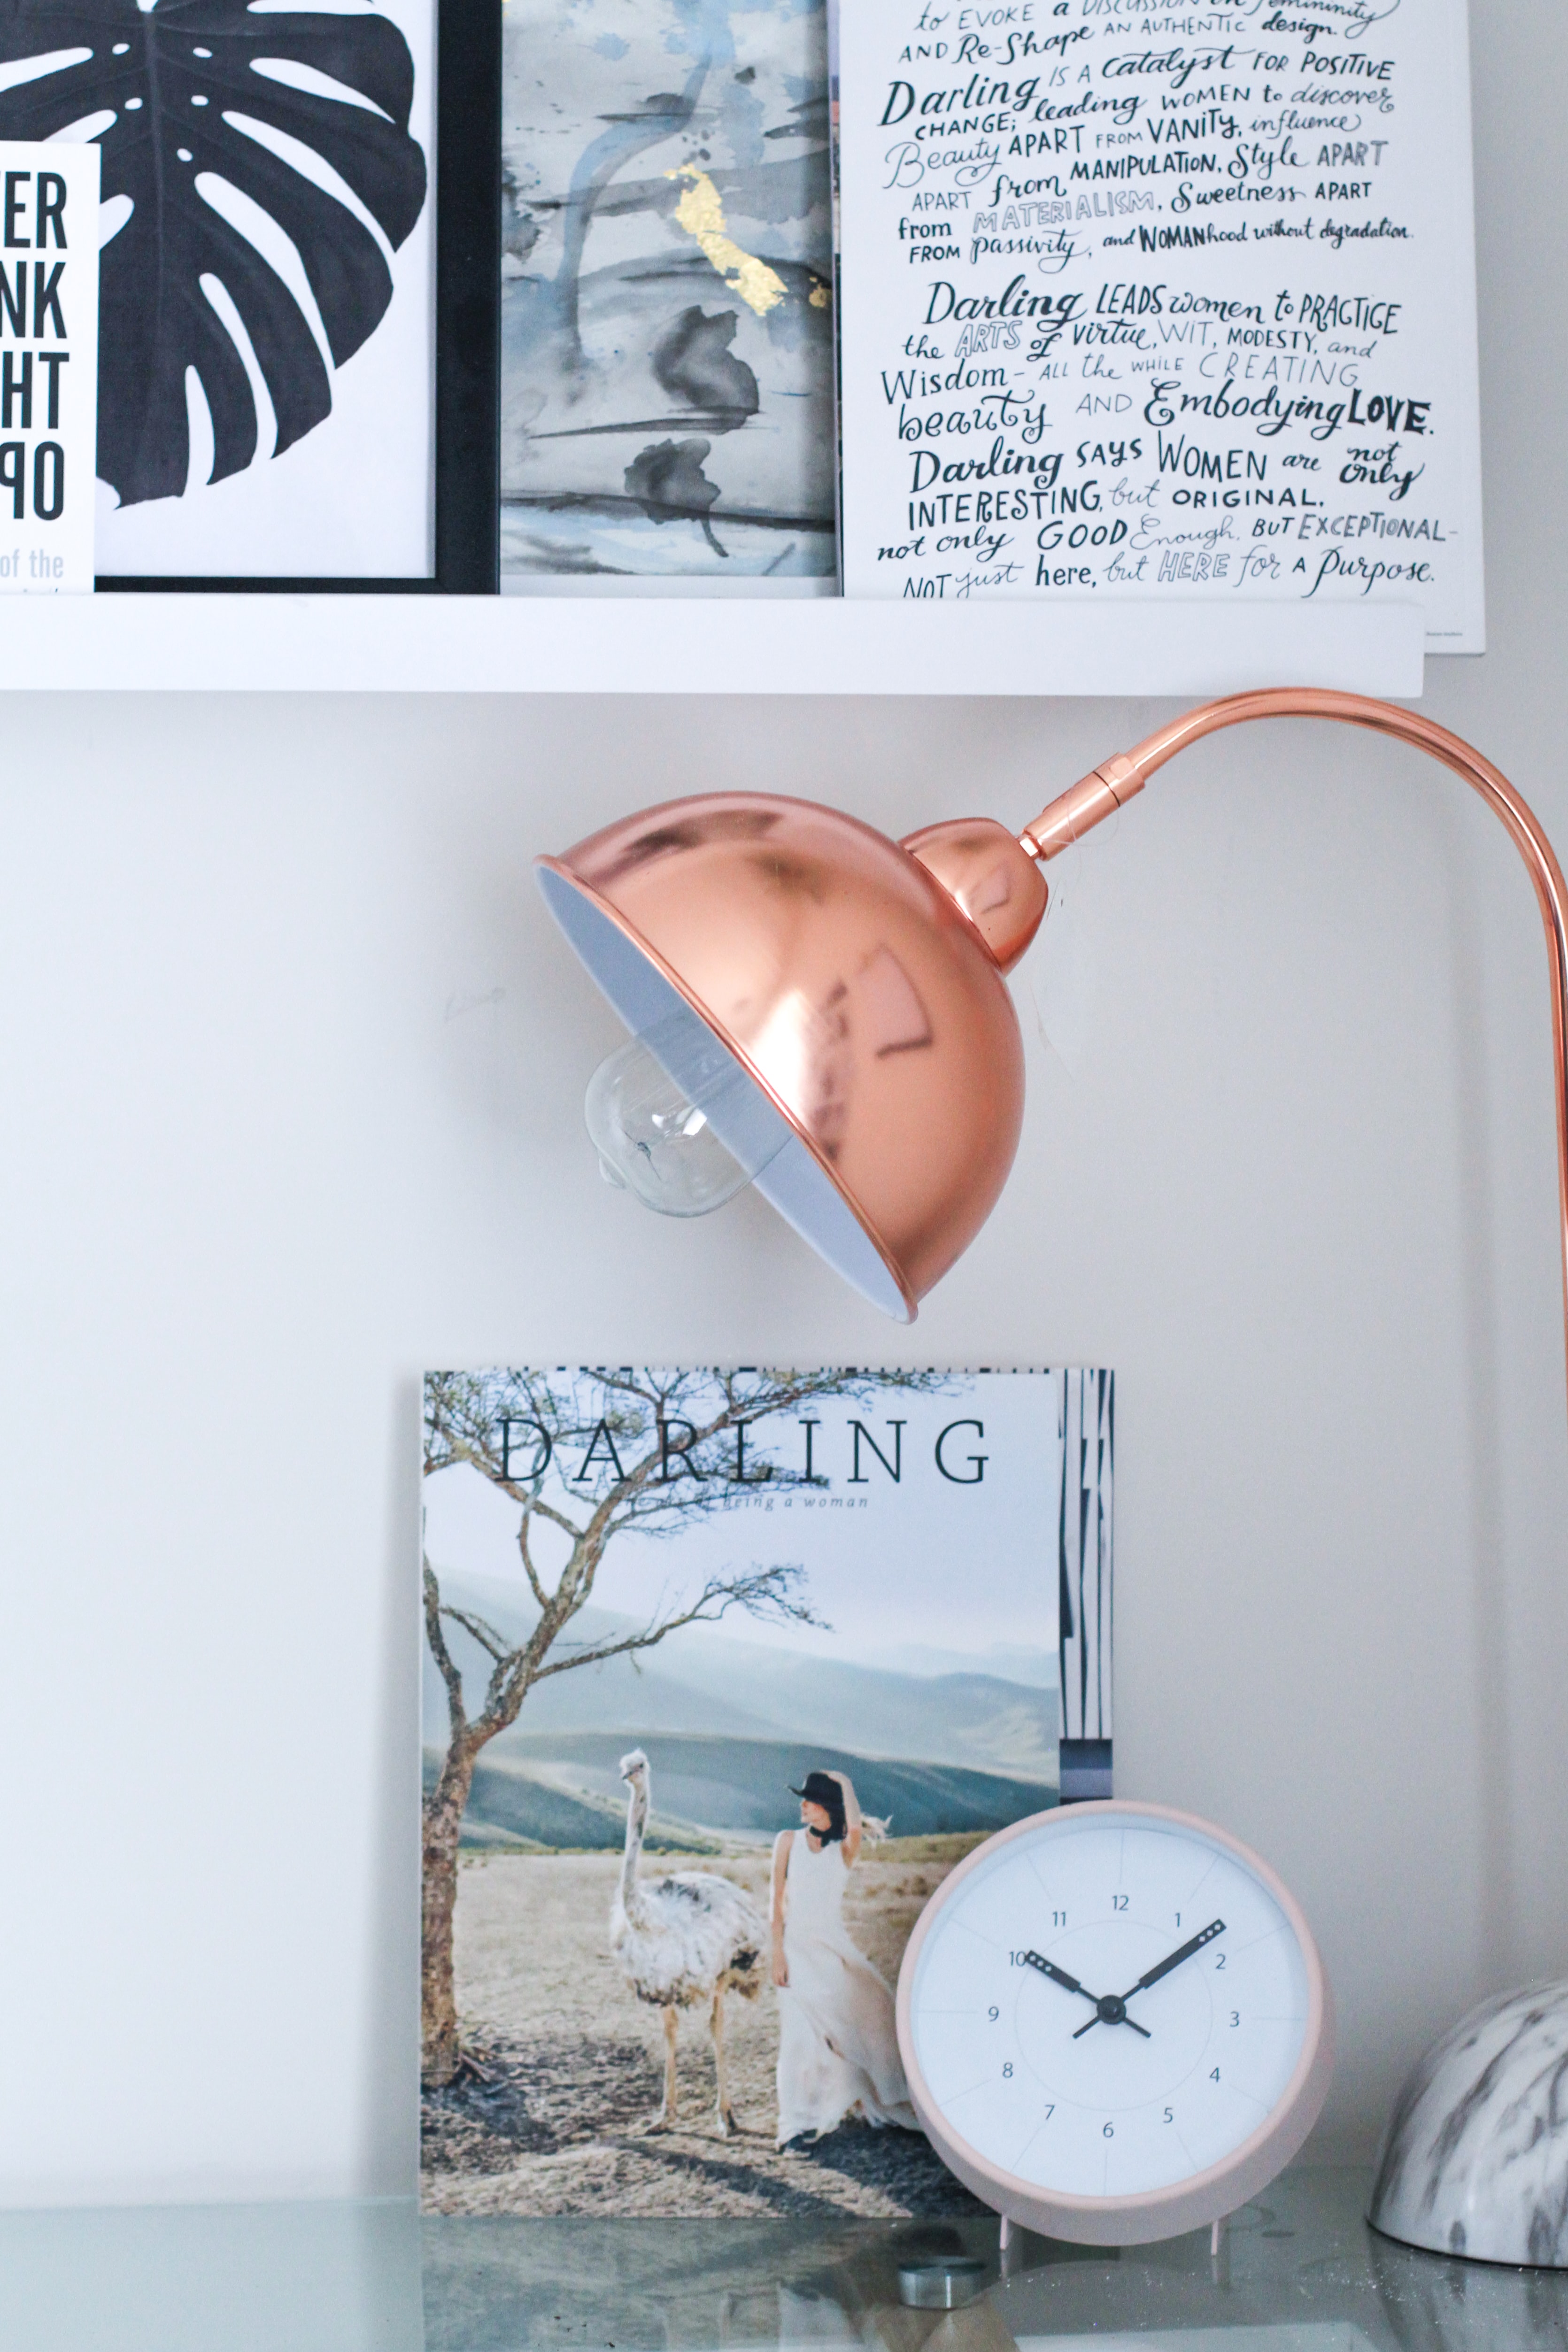 ER
NK
HT
90
of the
to EVOKE a DISCUSSION on femininity
AND Re-Shape AN AUTHENTIC design.
Darling IS A catalyst FOR POSITIVE
CHANGE; leading WOMEN to discover
Beauty APART FROM VANITY, influence
APART from MANIPULATION, Style APART
from MATERIALISM, Sweetness APART
FROM passivity, and WOMANhood without degradation.
Darling LEADS women to PRACTICE
the ARTS of virtue, WIT, MODESTY, and
Wisdom - ALL the WHILE CREATING
beauty AND Embodying LOVE.
Darling SAYS WOMEN are not only
INTERESTING, but ORIGINAL.
not only GOOD Enough, BUT EXCEPTIONAL-
NOT just here, but HERE for A Purpose.
DARLING
being a woman
12
1
2
3
4
5
6
7
8
9
10
11